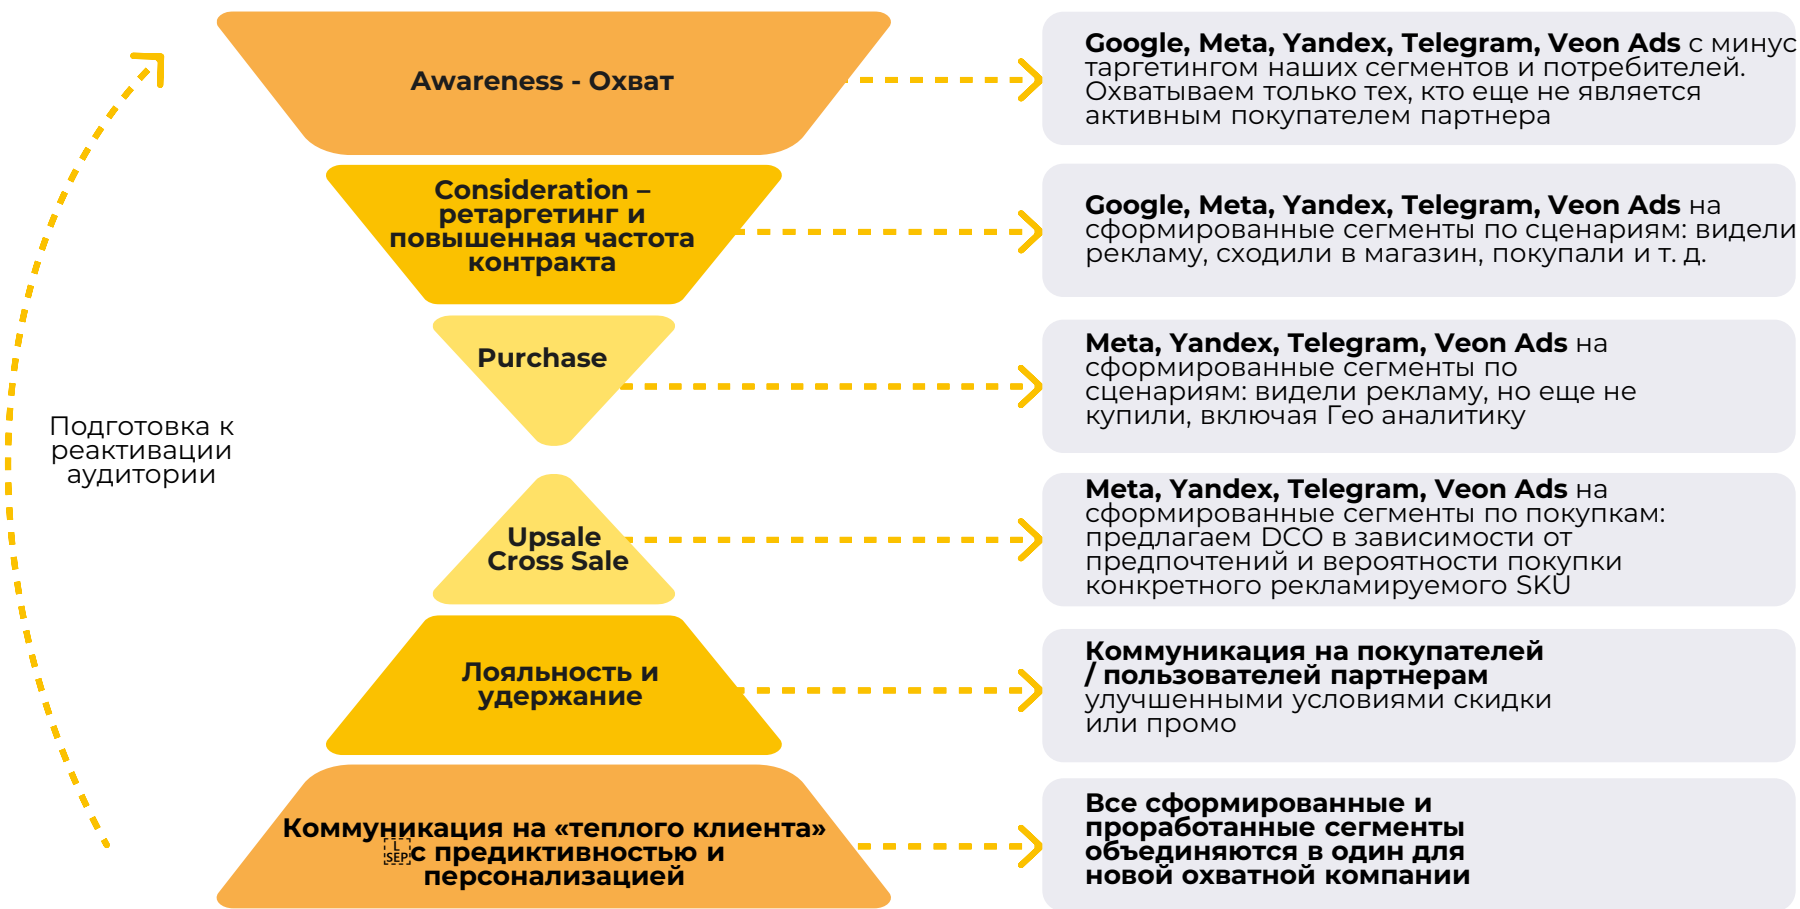 Awareness - Охват
Google, Meta, Yandex, Telegram, Veon Ads с минус
таргетингом наших сегментов и потребителей.
Охватываем только тех, кто еще не является
активным покупателем партнера
Consideration –
ретаргетинг и
повышенная частота
контракта
Google, Meta, Yandex, Telegram, Veon Ads на
сформированные сегменты по сценариям: видели
рекламу, сходили в магазин, покупали и т. д.
Purchase
Meta, Yandex, Telegram, Veon Ads на
сформированные сегменты по
сценариям: видели рекламу, но еще не
купили, включая Гео аналитику
Подготовка к
реактивации
аудитории
Upsale
Cross Sale
Meta, Yandex, Telegram, Veon Ads на
сформированные сегменты по покупкам:
предлагаем DCO в зависимости от
предпочтений и вероятности покупки
конкретного рекламируемого SKU
Лояльность и
удержание
Коммуникация на покупателей
/ пользователей партнерам
улучшенными условиями скидки
или промо
Коммуникация на «теплого клиента»
L SEP с предиктивностью и
персонализацией
Все сформированные и
проработанные сегменты
объединяются в один для
новой охватной компании